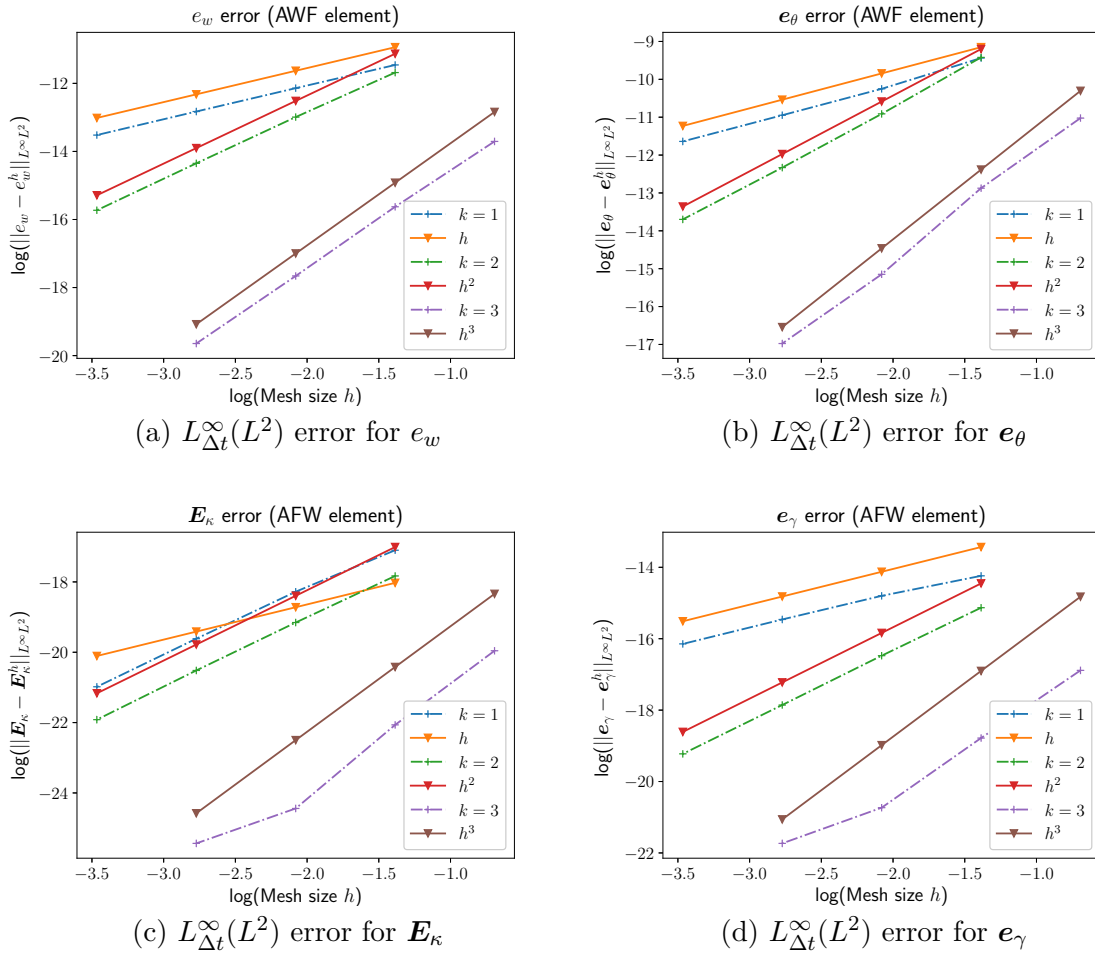 e_w error (AWF element)
log(||e_w − e_w^h||_{L^∞L^2})
−12
−14
−16
−18
−20
k = 1
h
k = 2
h^2
k = 3
h^3
−3.5 −3.0 −2.5 −2.0 −1.5 −1.0
log(Mesh size h)
(a) L^∞_{Δt}(L^2) error for e_w
e_θ error (AWF element)
log(||e_θ − e_θ^h||_{L^∞L^2})
−9
−10
−11
−12
−13
−14
−15
−16
−17
k = 1
h
k = 2
h^2
k = 3
h^3
−3.5 −3.0 −2.5 −2.0 −1.5 −1.0
log(Mesh size h)
(b) L^∞_{Δt}(L^2) error for e_θ
E_κ error (AFW element)
log(||E_κ − E_κ^h||_{L^∞L^2})
−18
−20
−22
−24
k = 1
h
k = 2
h^2
k = 3
h^3
−3.5 −3.0 −2.5 −2.0 −1.5 −1.0
log(Mesh size h)
(c) L^∞_{Δt}(L^2) error for E_κ
e_γ error (AFW element)
log(||e_γ − e_γ^h||_{L^∞L^2})
−14
−16
−18
−20
−22
k = 1
h
k = 2
h^2
k = 3
h^3
−3.5 −3.0 −2.5 −2.0 −1.5 −1.0
log(Mesh size h)
(d) L^∞_{Δt}(L^2) error for e_γ